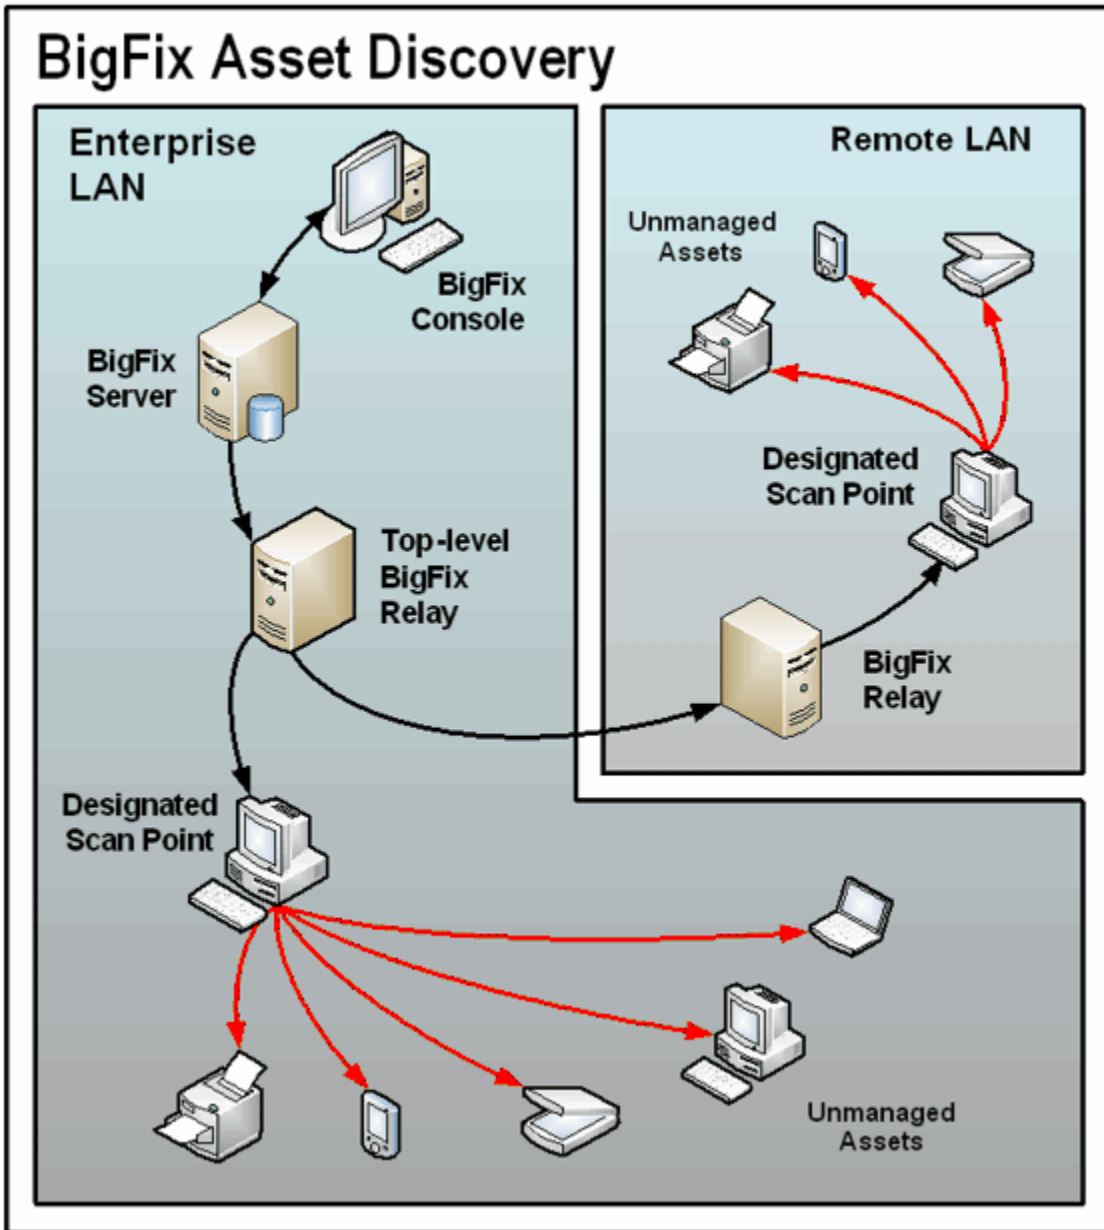 BigFix Asset Discovery
Enterprise
LAN
BigFix
Console
BigFix
Server
Top-level
BigFix
Relay
Designated
Scan Point
Unmanaged
Assets
Remote LAN
Unmanaged
Assets
Designated
Scan Point
BigFix
Relay